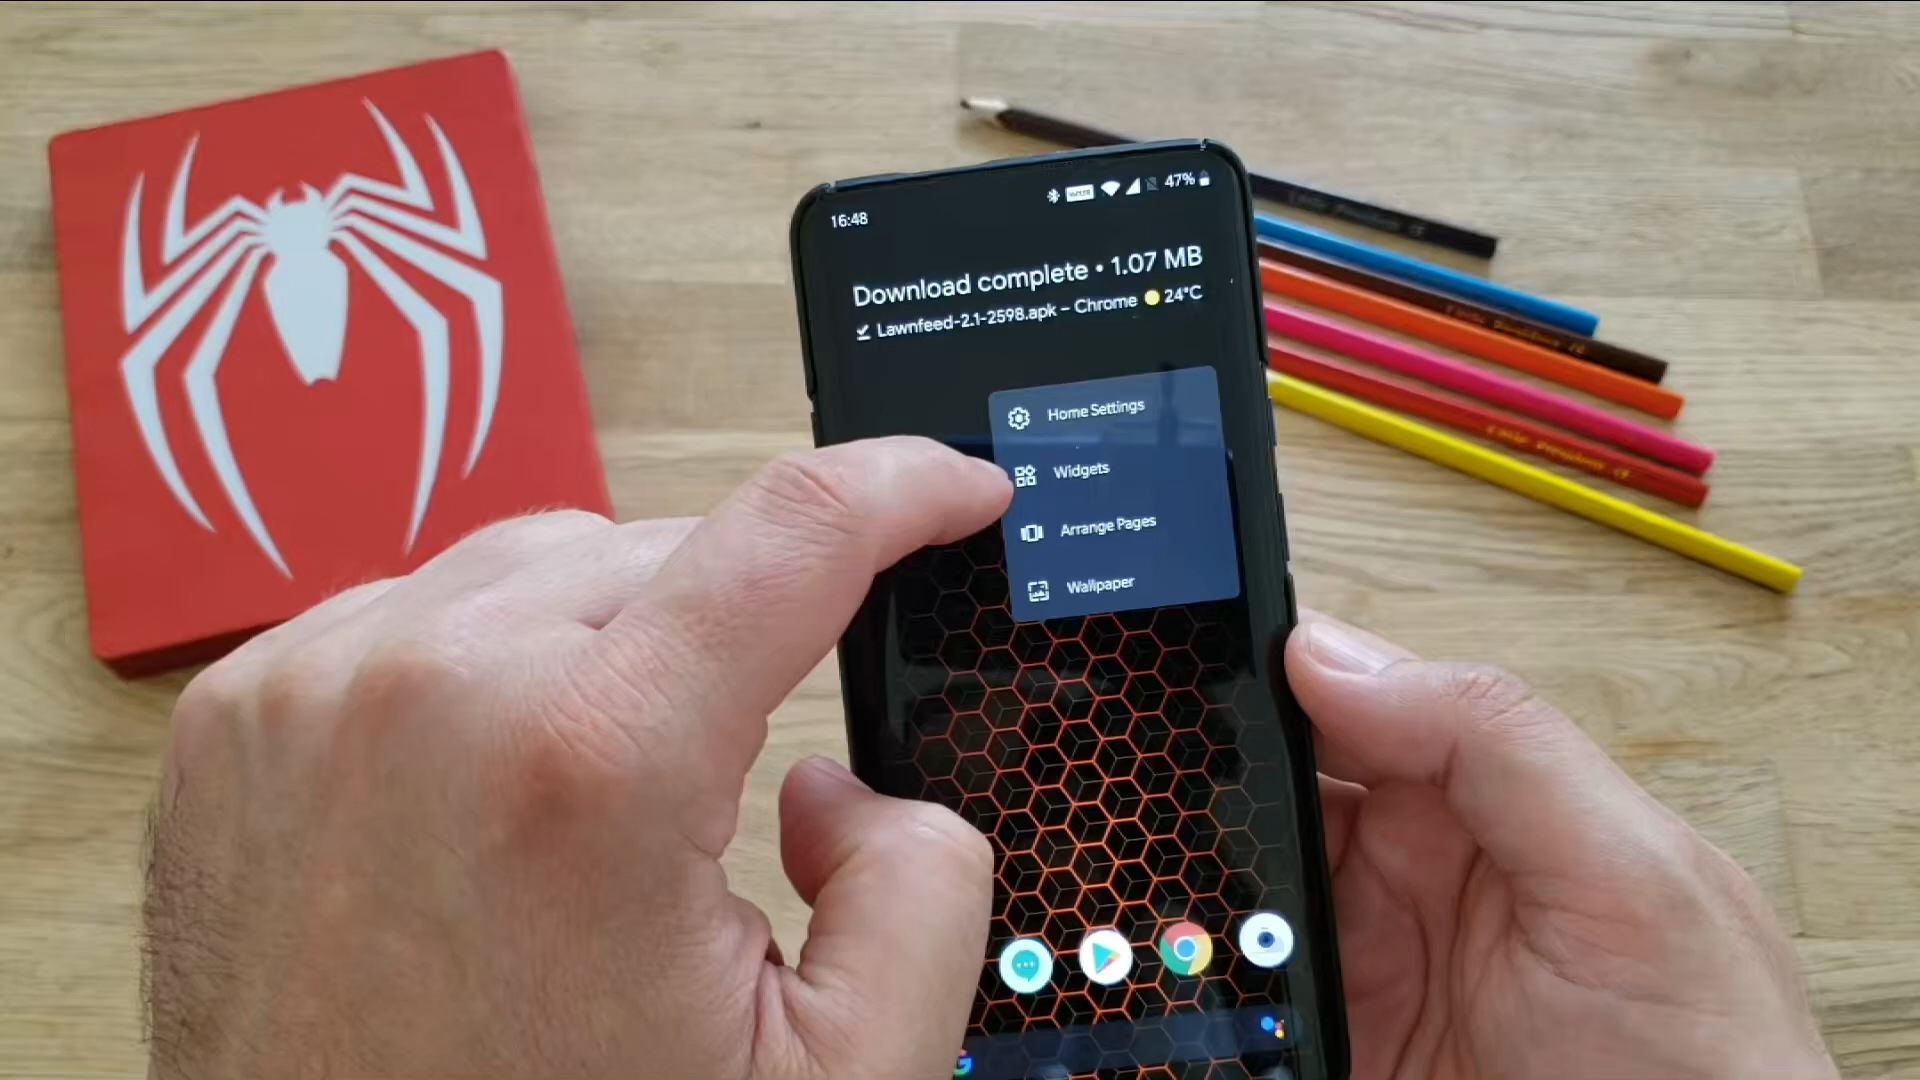 16:48
47%
Download complete • 1.07 MB
Lawnfeed-2.1-2598.apk – Chrome 24°C
Home Settings
Widgets
Arrange Pages
Wallpaper